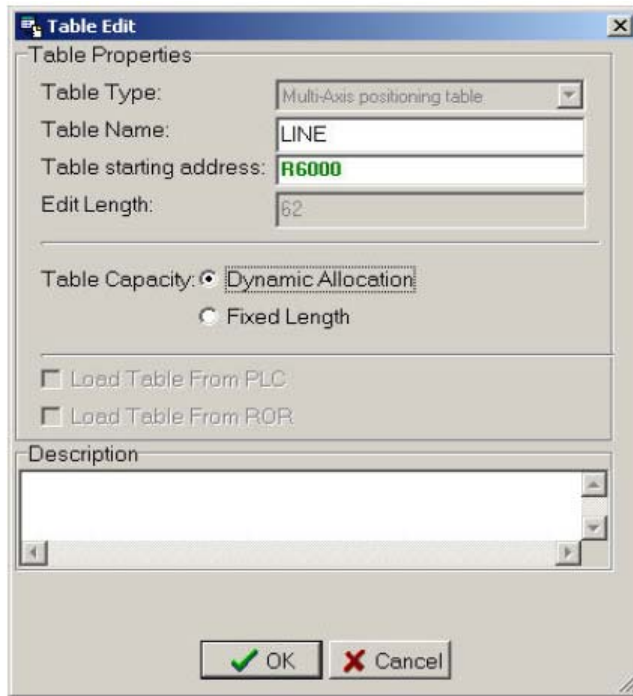 Table Edit
Table Properties
Table Type: Multi-Axis positioning table
Table Name: LINE
Table starting address: R6000
Edit Length: 62
Table Capacity: Dynamic Allocation
Fixed Length
Load Table From PLC
Load Table From ROR
Description
OK Cancel